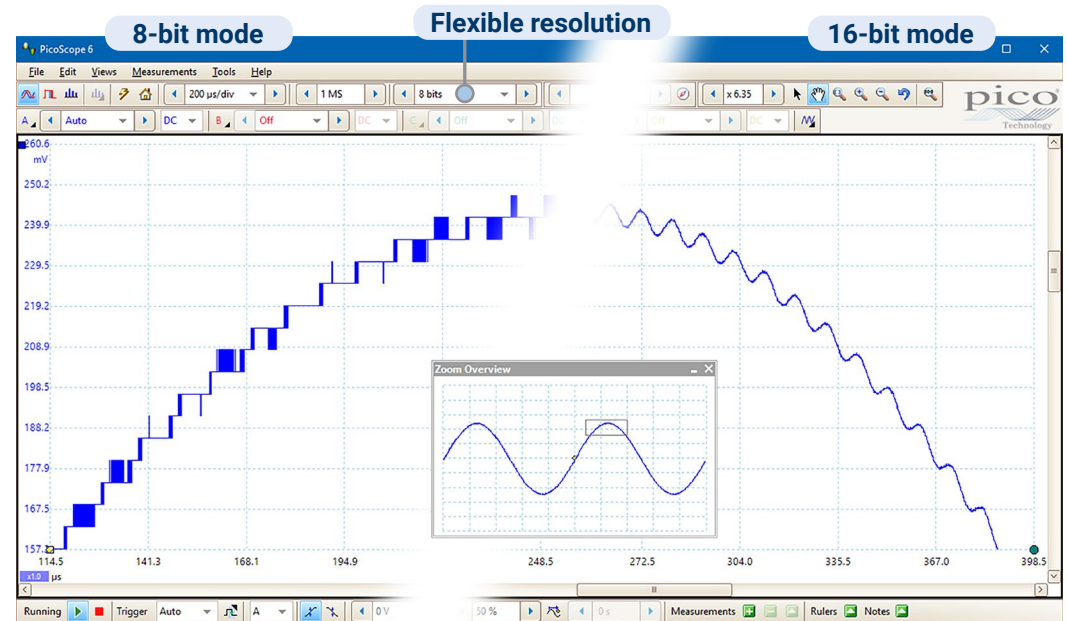 8-bit mode
Flexible resolution
16-bit mode
PicoScope 6
File Edit Views Measurements Tools Help
200 µs/div 1 MS 8 bits x 6.35
pico
Technology
A Auto DC B Off DC C Off
260.6
mV
250.2
239.9
229.5
219.2
208.9
198.5
188.2
177.9
167.5
157.2
Zoom Overview
114.5 141.3 168.1 194.9 248.5 272.5 304.0 335.5 367.0 398.5
x1.0 µs
Running Trigger Auto A 0 V 50 % 0 s Measurements Rulers Notes